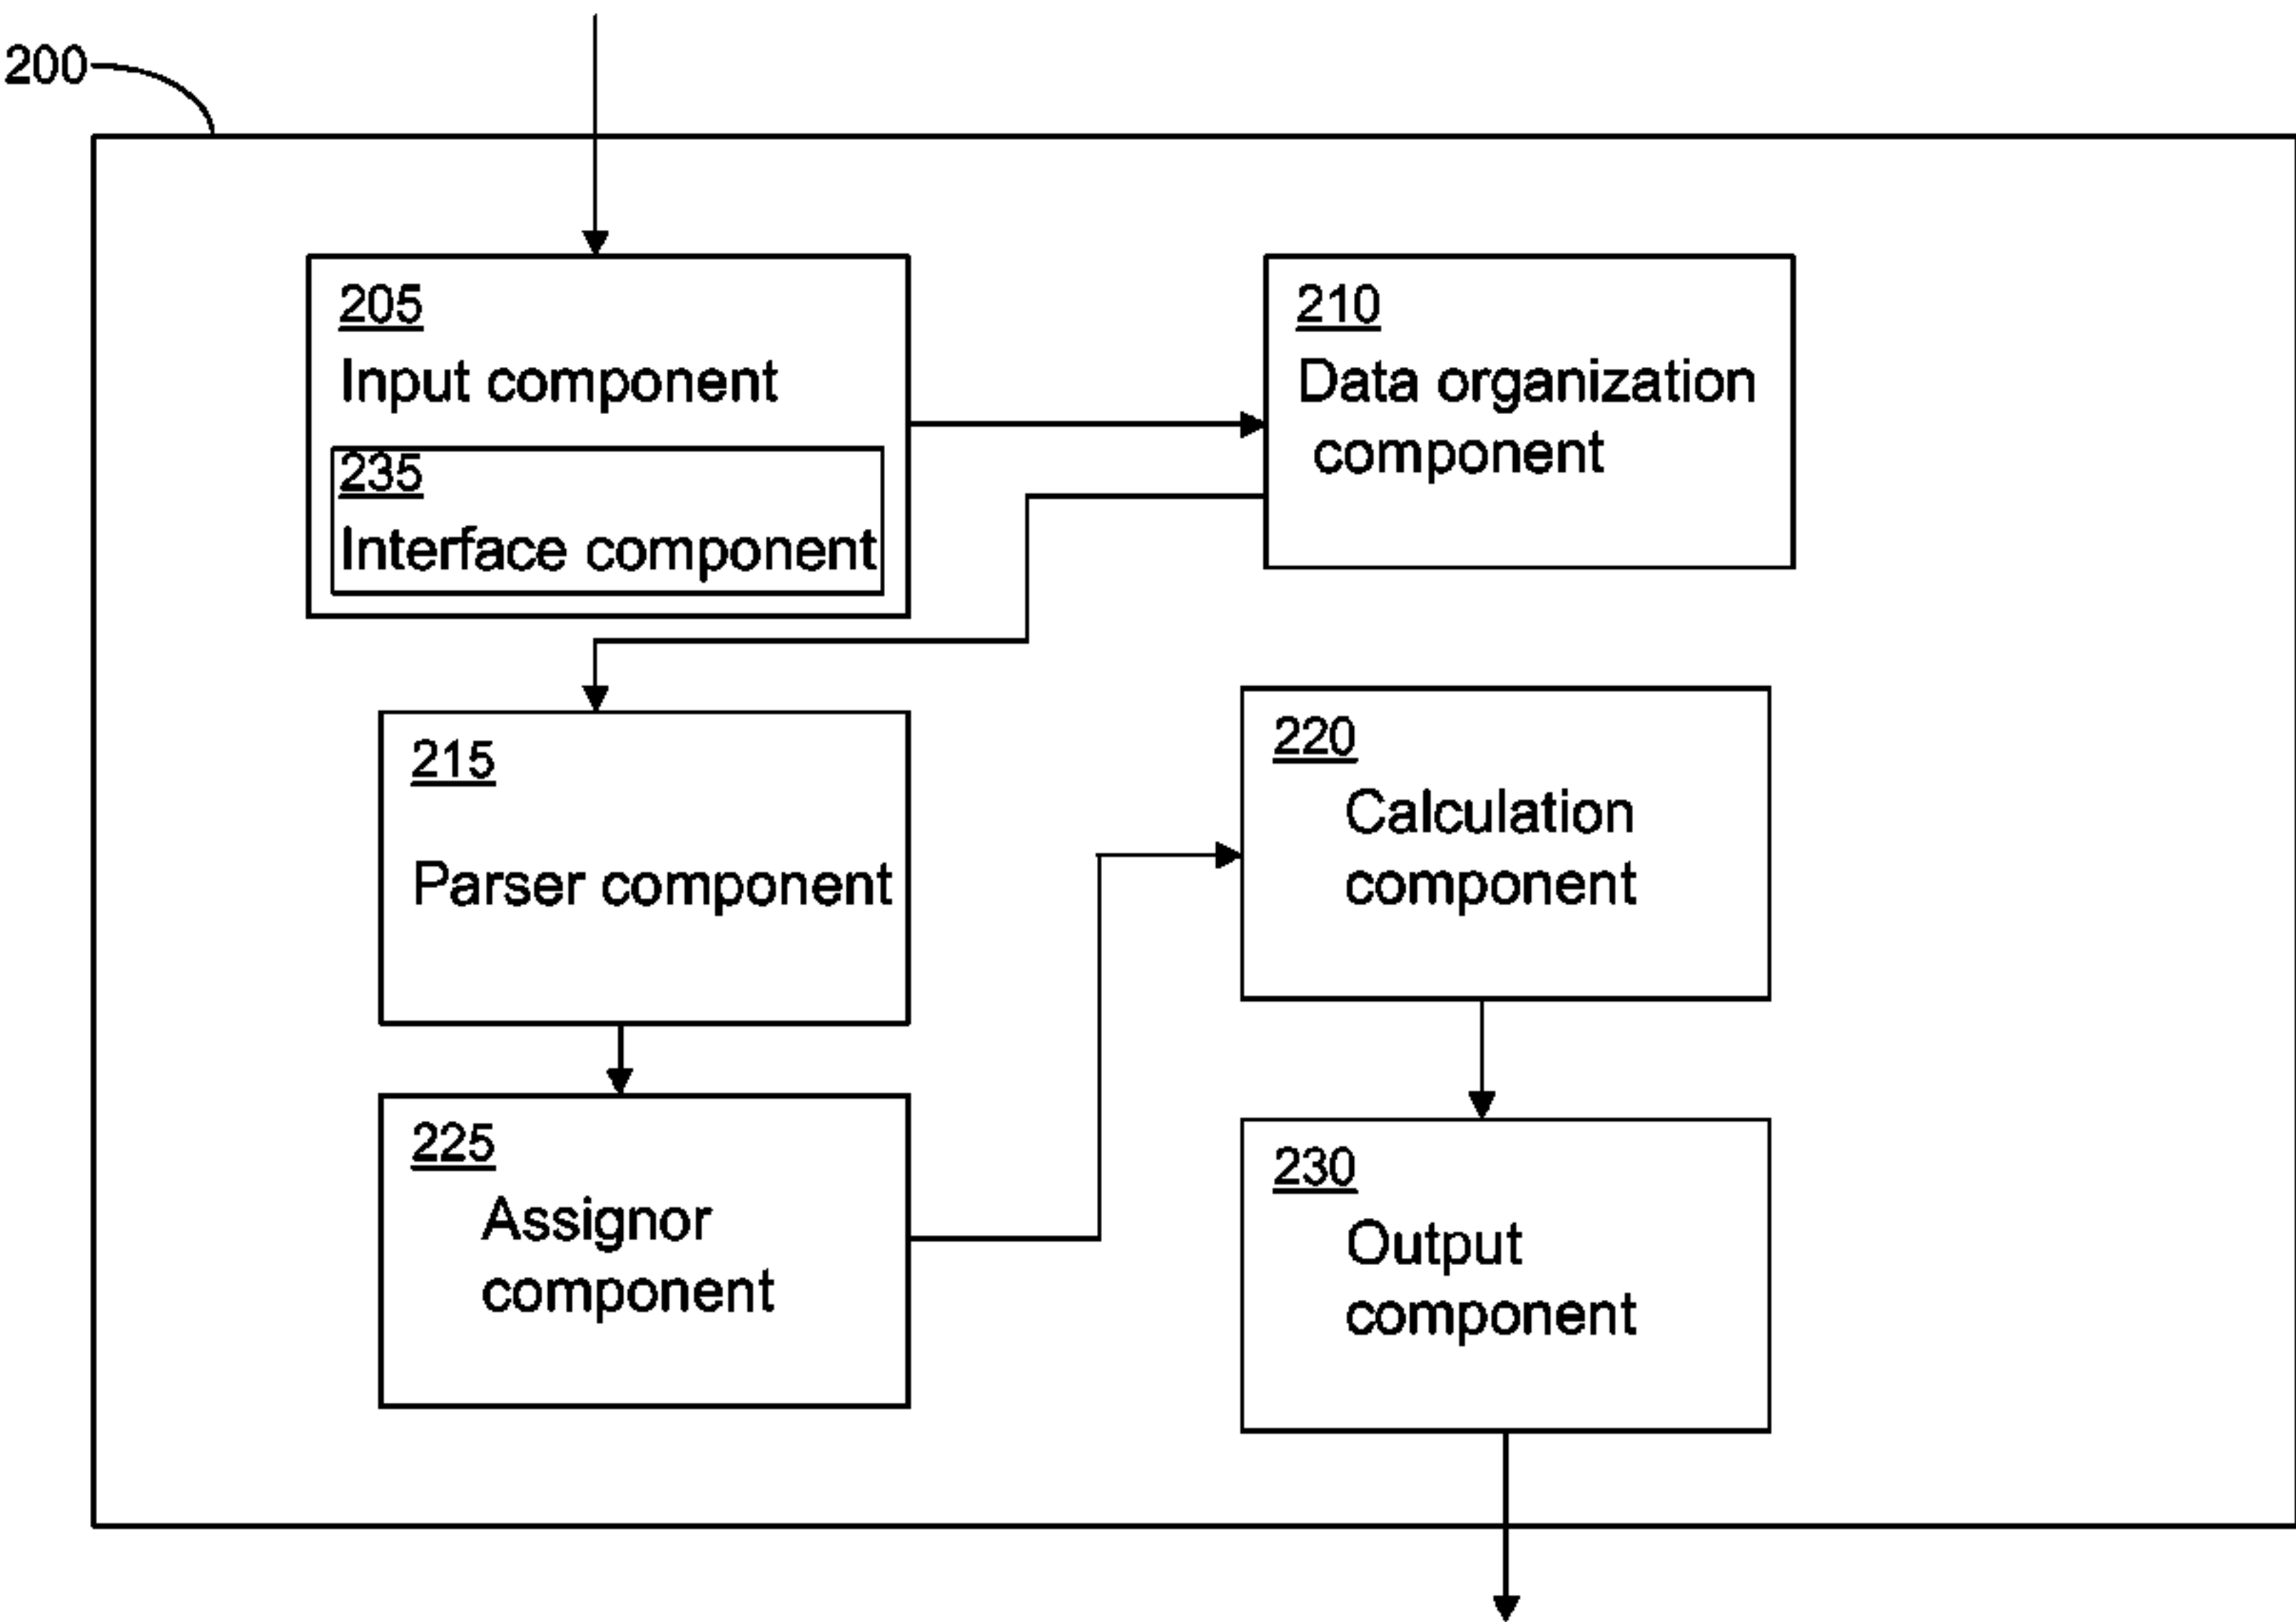 200
205
Input component
235
Interface component
210
Data organization
component
215
Parser component
220
Calculation
component
225
Assignor
component
230
Output
component